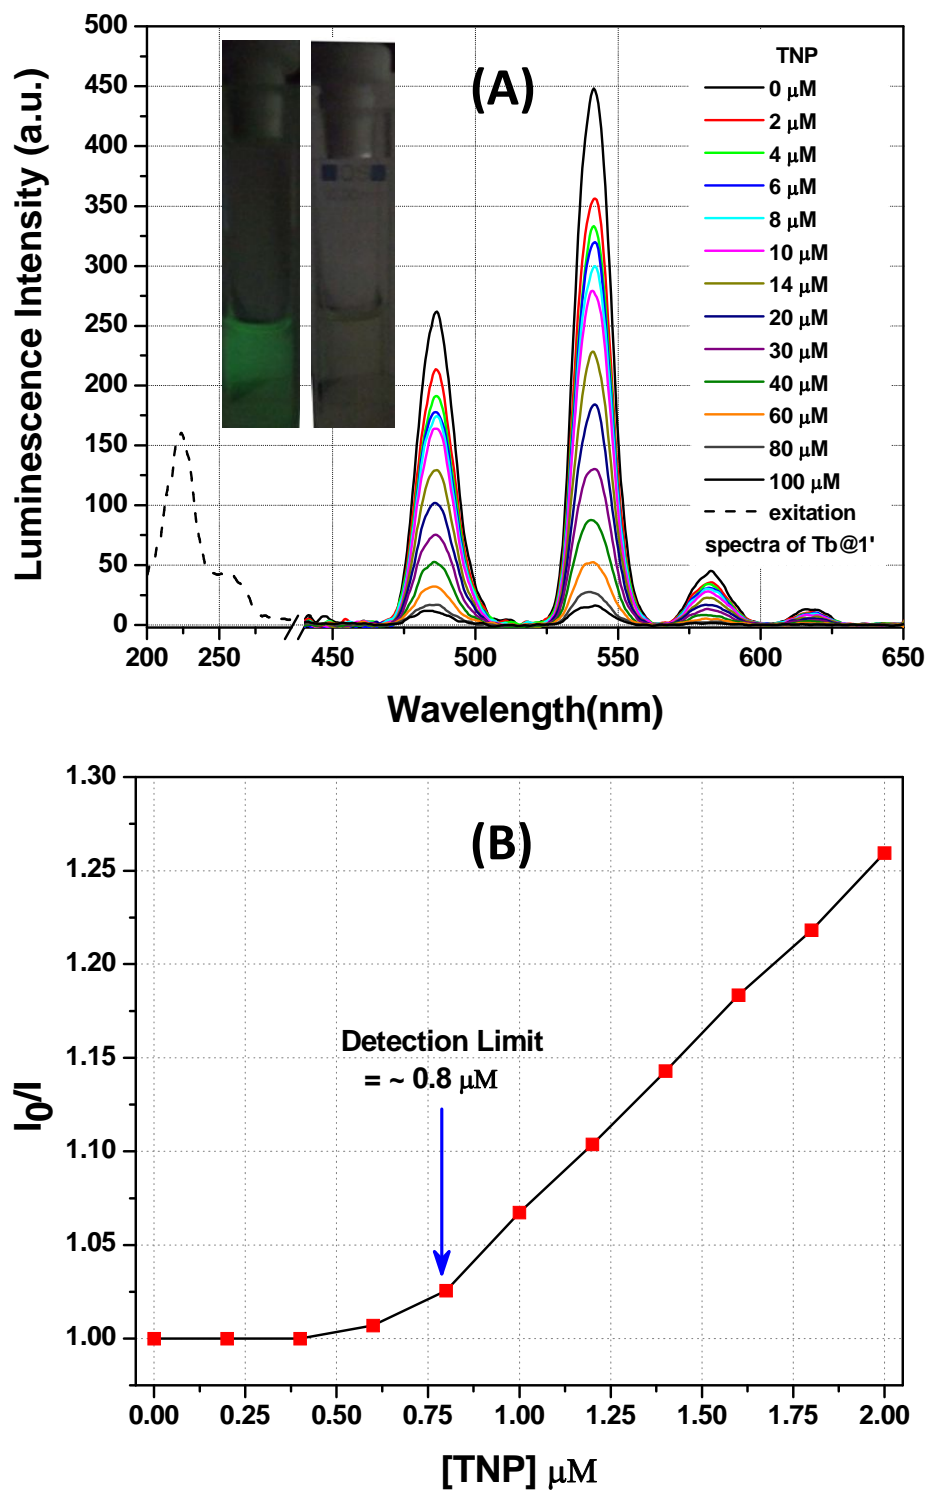 500
450
400
350
300
250
200
150
100
50
0
Luminescence Intensity (a.u.)
(A)
TNP
0 μM
2 μM
4 μM
6 μM
8 μM
10 μM
14 μM
20 μM
30 μM
40 μM
60 μM
80 μM
100 μM
exitation
spectra of Tb@1'
200 250 450 500 550 600 650
Wavelength(nm)
1.30
1.25
1.20
1.15
1.10
1.05
1.00
I0/I
(B)
Detection Limit
= ~ 0.8 μM
0.00 0.25 0.50 0.75 1.00 1.25 1.50 1.75 2.00
[TNP] μM